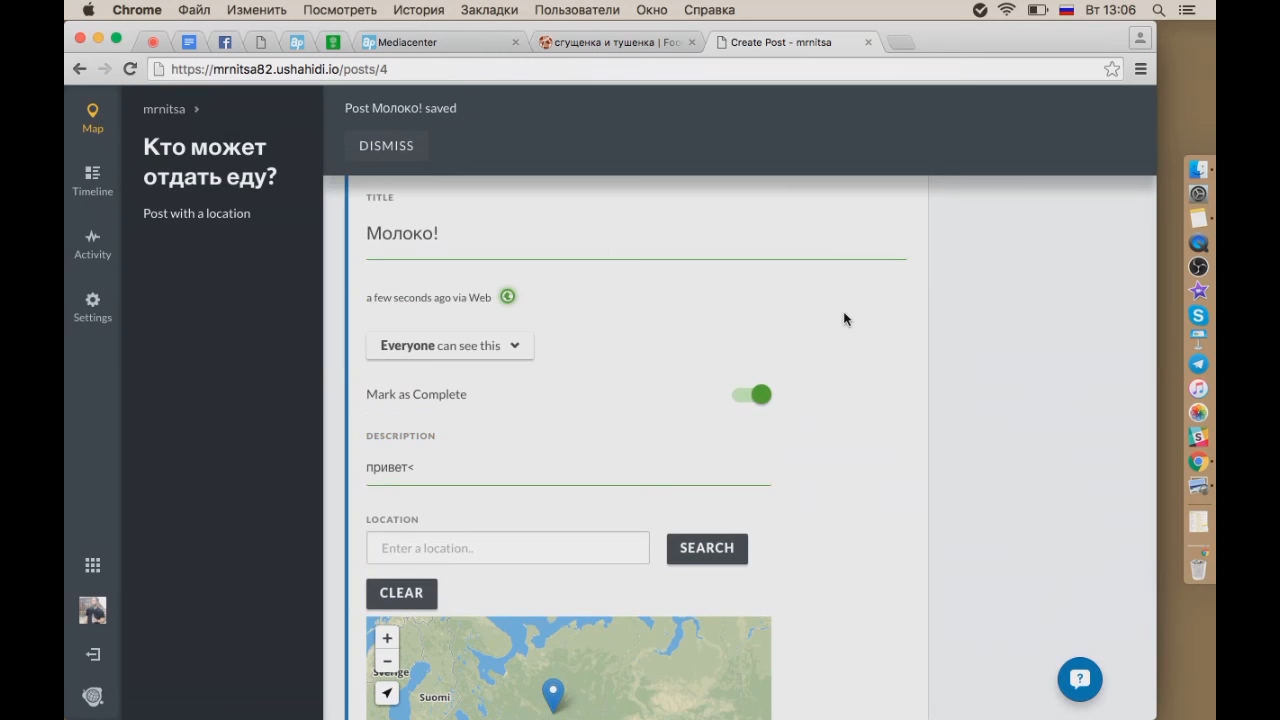 Chrome Файл Изменить Посмотреть История Закладки Пользователи Окно Справка Вт 13:06
Mediacenter
сгущенка и тушенка | Foo
Create Post - mrnitsa
https://mrnitsa82.ushahidi.io/posts/4
Map
Timeline
Activity
Settings
mrnitsa
Кто может
отдать еду?
Post with a location
Post Молоко! saved
DISMISS
TITLE
Молоко!
a few seconds ago via Web
Everyone can see this
Mark as Complete
DESCRIPTION
привет<
LOCATION
Enter a location..
SEARCH
CLEAR
+
−
Sverige
Suomi